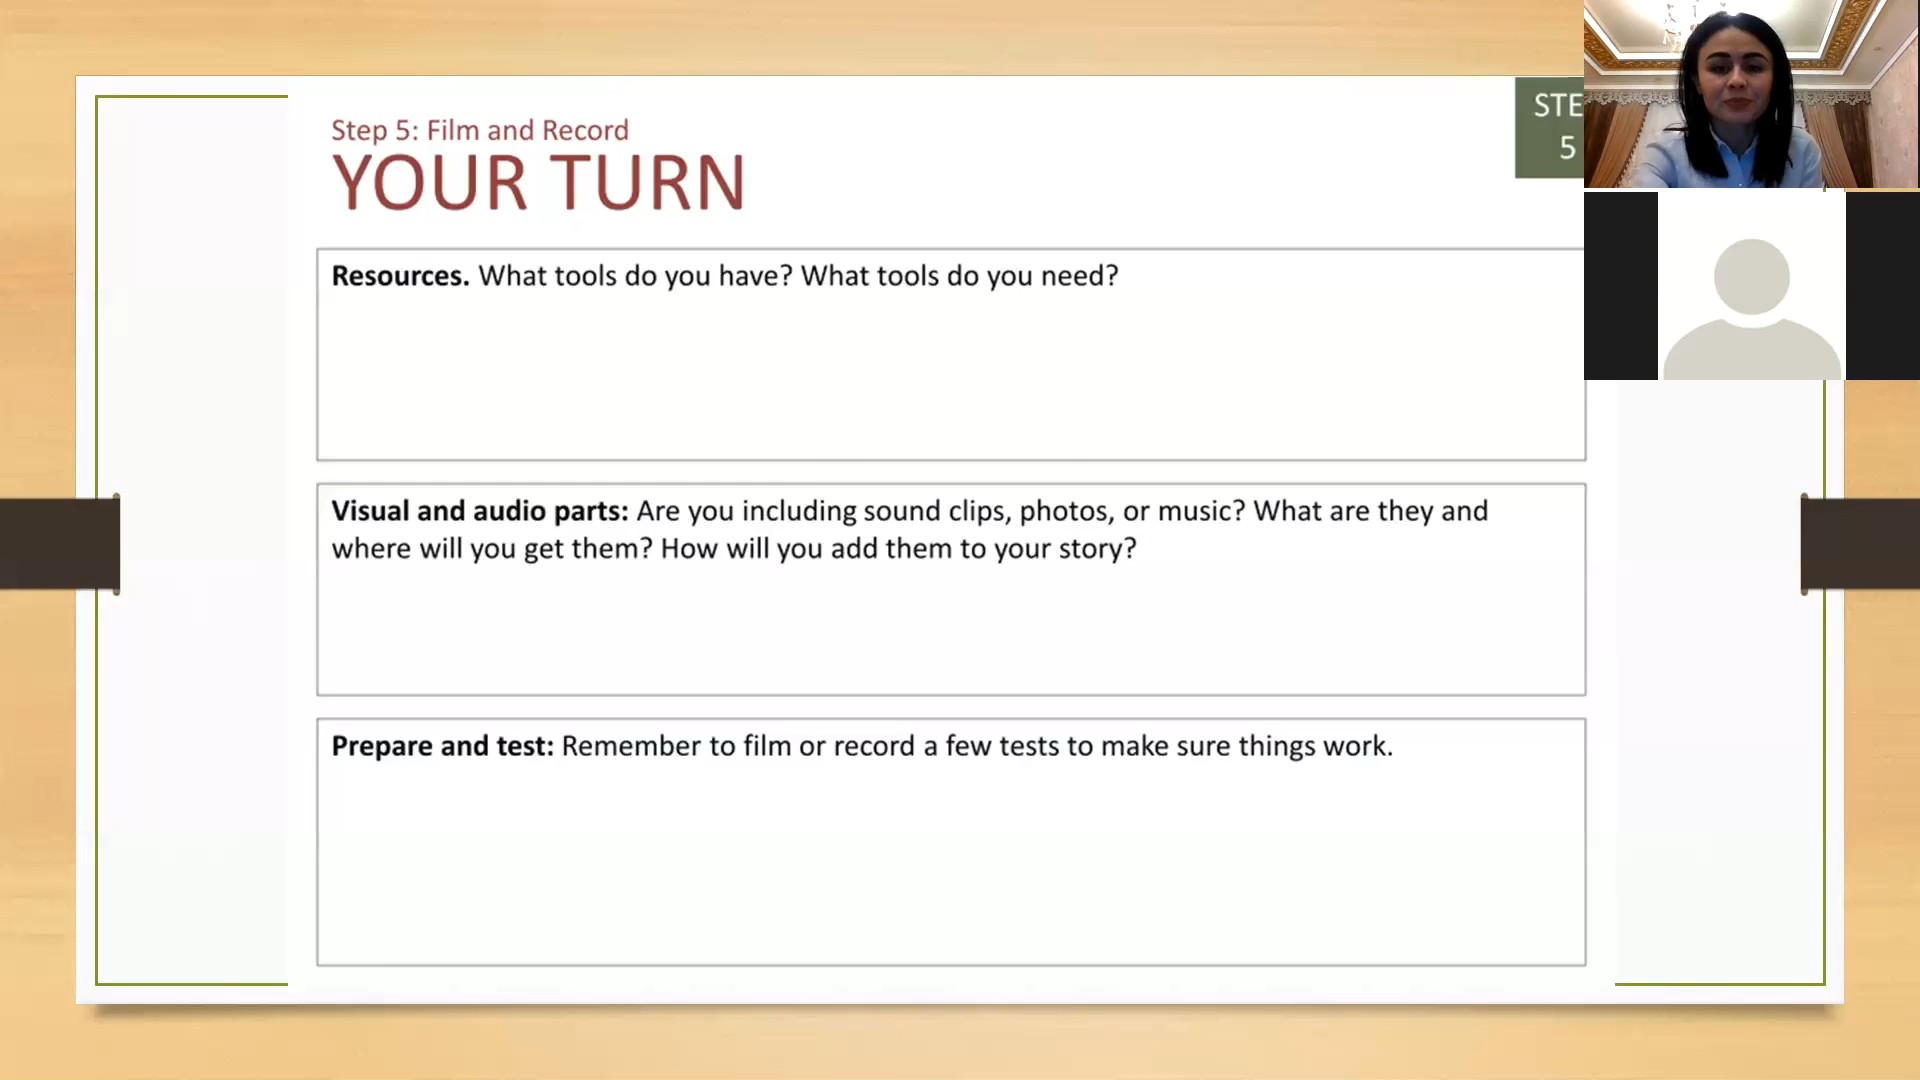 Step 5: Film and Record
YOUR TURN
STE
5
Resources. What tools do you have? What tools do you need?
Visual and audio parts: Are you including sound clips, photos, or music? What are they and
where will you get them? How will you add them to your story?
Prepare and test: Remember to film or record a few tests to make sure things work.